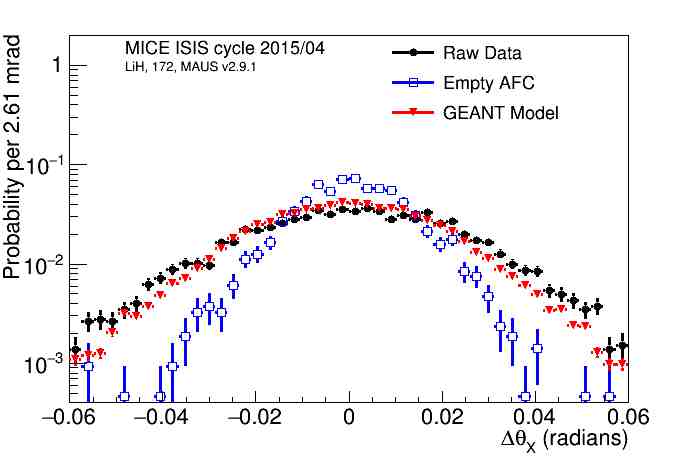 MICE ISIS cycle 2015/04
LiH, 172, MAUS v2.9.1
Raw Data
Empty AFC
GEANT Model
Probability per 2.61 mrad
1
10⁻¹
10⁻²
10⁻³
−0.06 −0.04 −0.02 0 0.02 0.04 0.06
Δθ_X (radians)